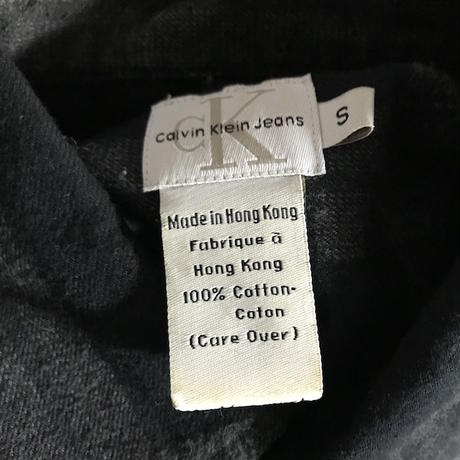 cK
Calvin Klein Jeans
S
Made in Hong Kong
Fabrique à
Hong Kong
100% Cotton-
Coton
(Care Over)